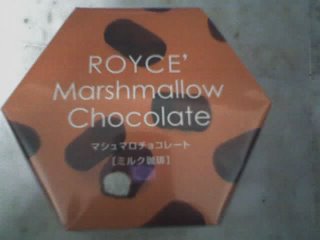 ROYCE'
Marshmallow
Chocolate
マシュマロチョコレート
[ミルク珈琲]